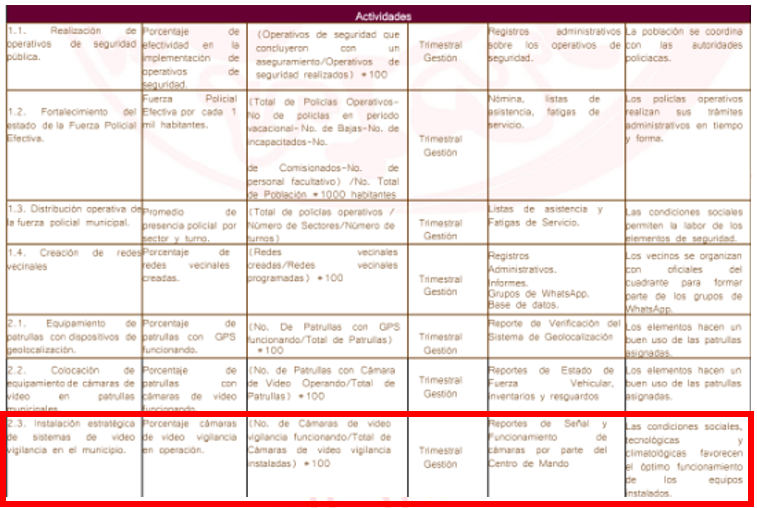 Actividades
1.1. Realización de operativos de seguridad pública.
Porcentaje de efectividad en la implementación de operativos de seguridad.
(Operativos de seguridad que concluyeron con un aseguramiento/Operativos de seguridad realizados) *100
Trimestral
Gestión
Registros administrativos sobre los operativos de seguridad.
La población se coordina con las autoridades policiacas.
1.2. Fortalecimiento del estado de la Fuerza Policial Efectiva.
Fuerza Policial Efectiva por cada 1 mil habitantes.
(Total de Policías Operativos- No de policías en periodo vacacional- No. de Bajas-No. de incapacitados-No.
de Comisionados-No. de personal facultativo) /No. Total de Población *1000 habitantes
Trimestral
Gestión
Nómina, listas de asistencia, fatigas de servicio.
Los policías operativos realizan sus trámites administrativos en tiempo y forma.
1.3. Distribución operativa de la fuerza policial municipal.
Promedio de presencia policial por sector y turno.
(Total de policías operativos / Número de Sectores/Número de turnos)
Trimestral
Gestión
Listas de asistencia y Fatigas de Servicio.
Las condiciones sociales permiten la labor de los elementos de seguridad.
1.4. Creación de redes vecinales
Porcentaje de redes vecinales creadas.
(Redes vecinales creadas/Redes vecinales programadas) *100
Trimestral
Gestión
Registros Administrativos.
Informes.
Grupos de WhatsApp.
Base de datos.
Los vecinos se organizan con oficiales del cuadrante para formar parte de los grupos de WhatsApp.
2.1. Equipamiento de patrullas con dispositivos de geolocalización.
Porcentaje de patrullas con GPS funcionando.
(No. De Patrullas con GPS funcionando/Total de Patrullas) *100
Trimestral
Gestión
Reporte de Verificación del Sistema de Geolocalización
Los elementos hacen un buen uso de las patrullas asignadas.
2.2. Colocación de equipamiento de cámaras de video en patrullas municipales
Porcentaje de patrullas con cámaras de video funcionando
(No. de Patrullas con Cámara de Video Operando/Total de Patrullas) *100
Trimestral
Gestión
Reportes de Estado de Fuerza Vehicular, inventarios y resguardos
Los elementos hacen un buen uso de las patrullas asignadas.
2.3. Instalación estratégica de sistemas de video vigilancia en el municipio.
Porcentaje cámaras de video vigilancia en operación.
(No. de Cámaras de video vigilancia funcionando/Total de Cámaras de video vigilancia instaladas) *100
Trimestral
Gestión
Reportes de Señal y Funcionamiento de cámaras por parte del Centro de Mando
Las condiciones sociales, tecnológicas y climatológicas favorecen el óptimo funcionamiento de los equipos instalados.